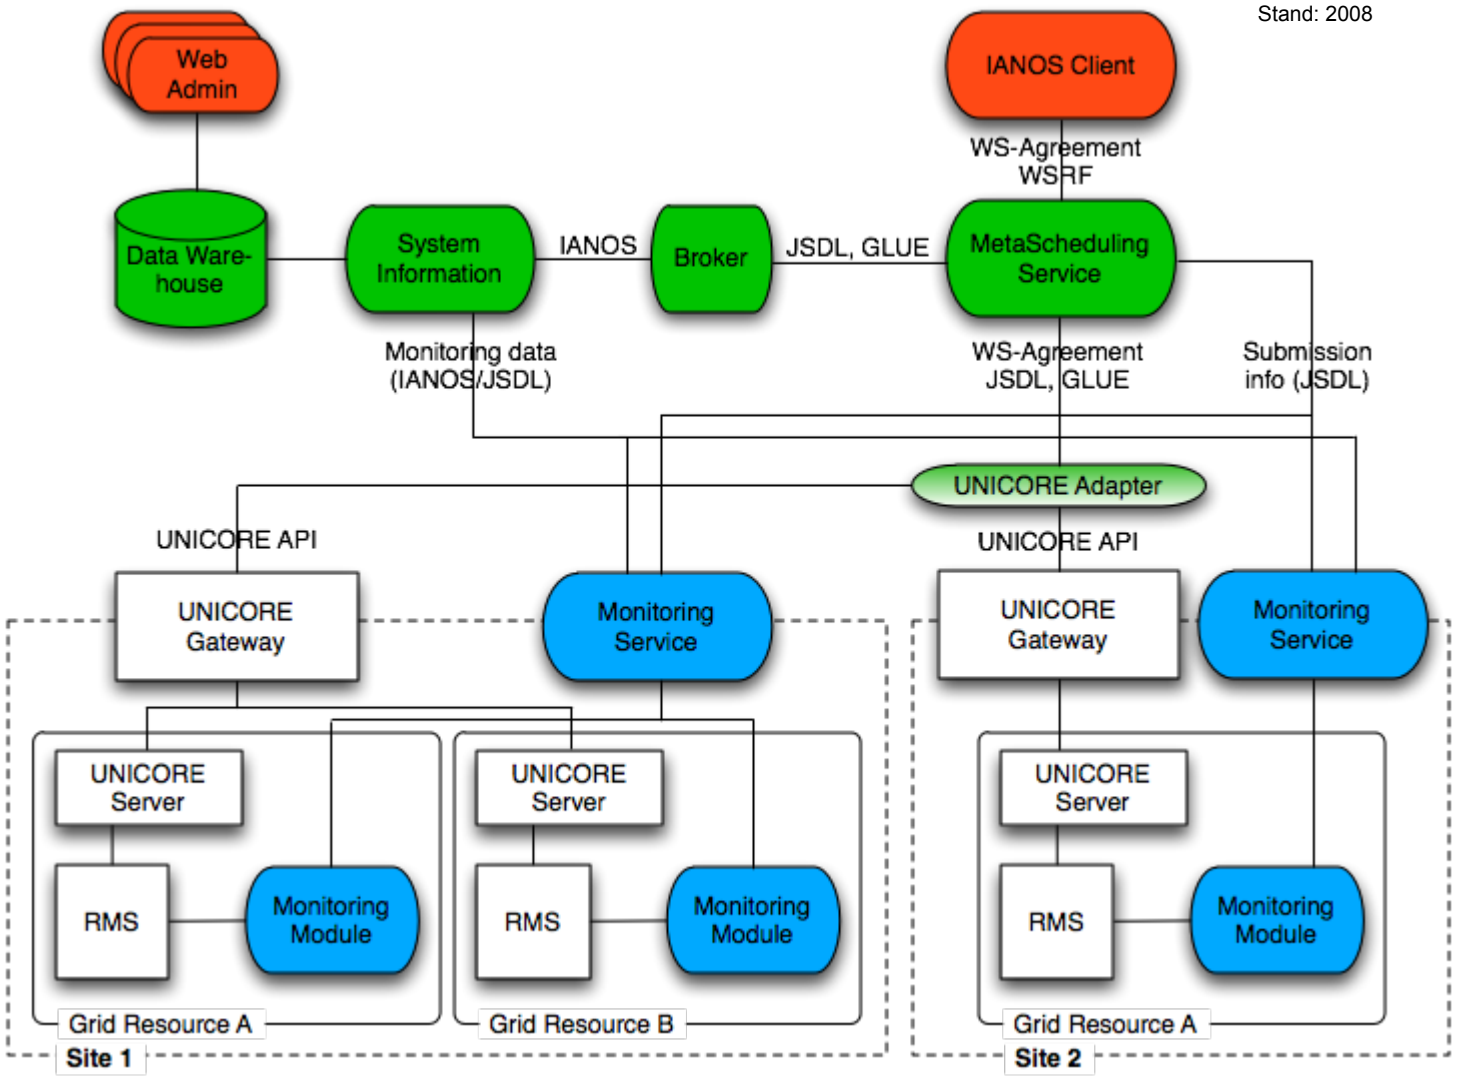 Stand: 2008
Web
Admin
IANOS Client
WS-Agreement
WSRF
Data Ware-
house
System
Information
IANOS
Broker
JSDL, GLUE
MetaScheduling
Service
Monitoring data
(IANOS/JSDL)
WS-Agreement
JSDL, GLUE
Submission
info (JSDL)
UNICORE Adapter
UNICORE API
UNICORE API
UNICORE
Gateway
Monitoring
Service
UNICORE
Gateway
Monitoring
Service
UNICORE
Server
UNICORE
Server
UNICORE
Server
RMS
Monitoring
Module
RMS
Monitoring
Module
RMS
Monitoring
Module
Grid Resource A
Grid Resource B
Grid Resource A
Site 1
Site 2